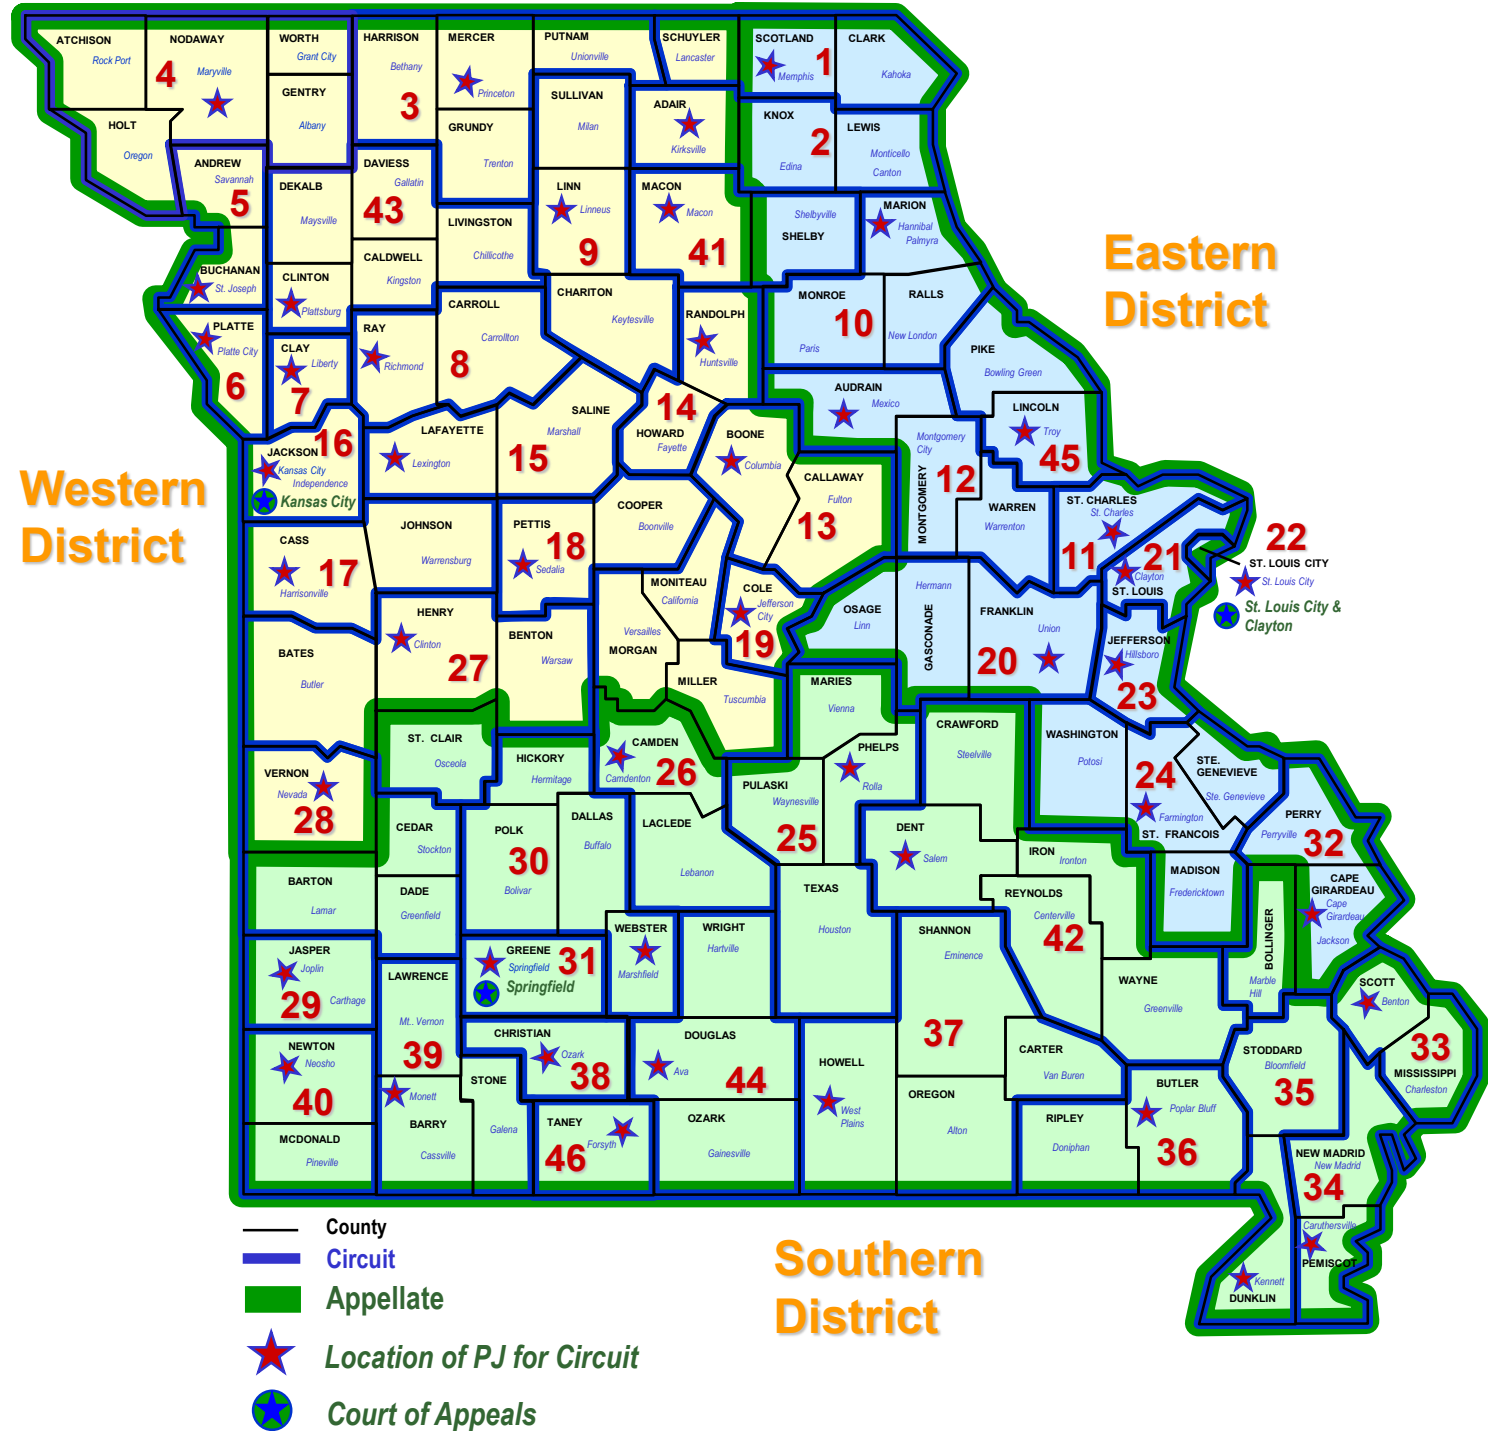 ATCHISON
Rock Port
NODAWAY
Maryville
4
WORTH
Grant City
HARRISON
Bethany
3
MERCER
Princeton
PUTNAM
Unionville
SCHUYLER
Lancaster
SCOTLAND
Memphis
1
CLARK
Kahoka
GENTRY
Albany
SULLIVAN
Milan
ADAIR
Kirksville
KNOX
Edina
2
LEWIS
Monticello
Canton
HOLT
Oregon
GRUNDY
Trenton
ANDREW
Savannah
5
DEKALB
Maysville
DAVIESS
Gallatin
43
LIVINGSTON
Chillicothe
LINN
Linneus
9
MACON
Macon
41
Shelbyville
SHELBY
MARION
Hannibal
Palmyra
Eastern
District
BUCHANAN
St. Joseph
CLINTON
Plattsburg
CALDWELL
Kingston
CARROLL
Carrollton
8
CHARITON
Keytesville
RANDOLPH
Huntsville
MONROE
10
Paris
RALLS
New London
PIKE
Bowling Green
PLATTE
Platte City
6
CLAY
Liberty
7
RAY
Richmond
16
JACKSON
Kansas City
Independence
Kansas City
LAFAYETTE
Lexington
SALINE
Marshall
15
14
HOWARD
Fayette
BOONE
Columbia
AUDRAIN
Mexico
LINCOLN
Troy
45
Montgomery
City
MONTGOMERY
12
CALLAWAY
Fulton
13
WARREN
Warrenton
ST. CHARLES
St. Charles
11
21
Clayton
ST. LOUIS
22
ST. LOUIS CITY
St. Louis City
St. Louis City &
Clayton
Western
District
CASS
Harrisonville
17
JOHNSON
Warrensburg
PETTIS
Sedalia
18
COOPER
Boonville
MONITEAU
California
COLE
Jefferson
City
19
OSAGE
Linn
Hermann
GASCONADE
FRANKLIN
Union
20
JEFFERSON
Hillsboro
23
BATES
Butler
HENRY
Clinton
27
BENTON
Warsaw
Versailles
MORGAN
MILLER
Tuscumbia
MARIES
Vienna
ST. CLAIR
Osceola
HICKORY
Hermitage
CAMDEN
Camdenton
26
PHELPS
Rolla
CRAWFORD
Steelville
WASHINGTON
Potosi
24
Farmington
ST. FRANCOIS
STE.
GENEVIEVE
Ste. Genevieve
VERNON
Nevada
28
CEDAR
Stockton
POLK
30
Bolivar
DALLAS
Buffalo
LACLEDE
Lebanon
PULASKI
Waynesville
25
DENT
Salem
IRON
Ironton
PERRY
Perryville
32
BARTON
Lamar
DADE
Greenfield
TEXAS
Houston
REYNOLDS
Centerville
42
MADISON
Fredericktown
BOLLINGER
Marble
Hill
CAPE
GIRARDEAU
Cape
Girardeau
Jackson
JASPER
Joplin
Carthage
29
LAWRENCE
Mt.. Vernon
39
GREENE
Springfield
31
Springfield
WEBSTER
Marshfield
WRIGHT
Hartville
SHANNON
Eminence
37
WAYNE
Greenville
SCOTT
Benton
33
MISSISSIPPI
Charleston
NEWTON
Neosho
40
CHRISTIAN
Ozark
38
DOUGLAS
Ava
44
HOWELL
West
Plains
CARTER
Van Buren
STODDARD
Bloomfield
35
MCDONALD
Pineville
Monett
BARRY
Cassville
STONE
Galena
TANEY
Forsyth
46
OZARK
Gainesville
OREGON
Alton
RIPLEY
Doniphan
BUTLER
Poplar Bluff
36
NEW MADRID
New Madrid
34
Caruthersville
PEMISCOT
Kennett
DUNKLIN
Southern
District
County
Circuit
Appellate
Location of PJ for Circuit
Court of Appeals